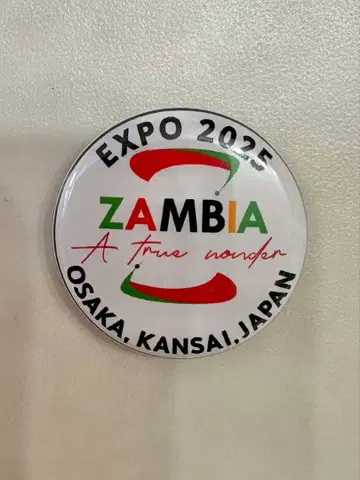 EXPO 2025
ZAMBIA
A true wonder
OSAKA, KANSAI, JAPAN